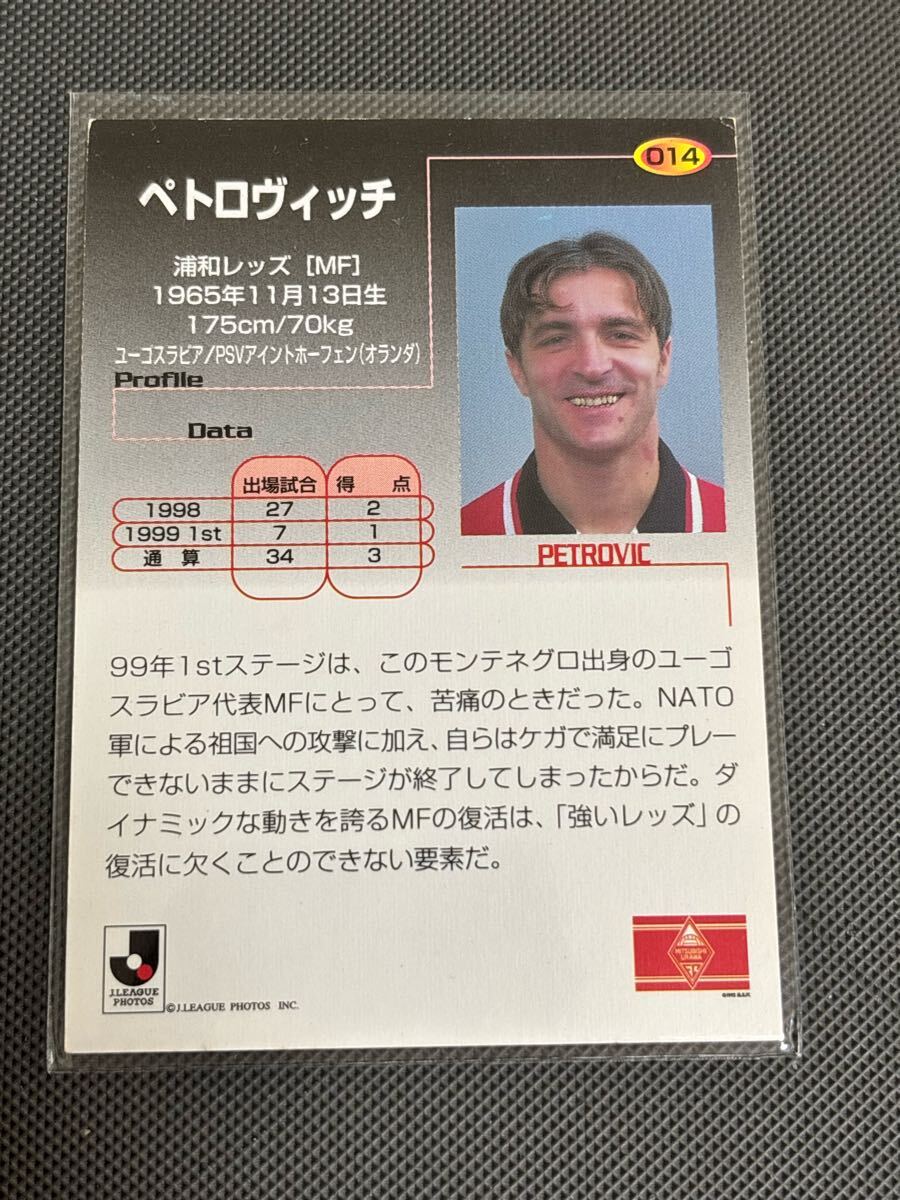 014
ペトロヴィッチ
浦和レッズ [MF]
1965年11月13日生
175cm/70kg
ユーゴスラビア/PSVアイントホーフェン(オランダ)
Profile
Data
出場試合 得 点
1998 27 2
1999 1st 7 1
通 算 34 3
PETROVIC
99年1stステージは、このモンテネグロ出身のユーゴ
スラビア代表MFにとって、苦痛のときだった。NATO
軍による祖国への攻撃に加え、自らはケガで満足にプレー
できないままにステージが終了してしまったからだ。ダ
イナミックな動きを誇るMFの復活は、「強いレッズ」の
復活に欠くことのできない要素だ。
J.LEAGUE
PHOTOS
©J.LEAGUE PHOTOS INC.
MITSUBISHI
URAWA